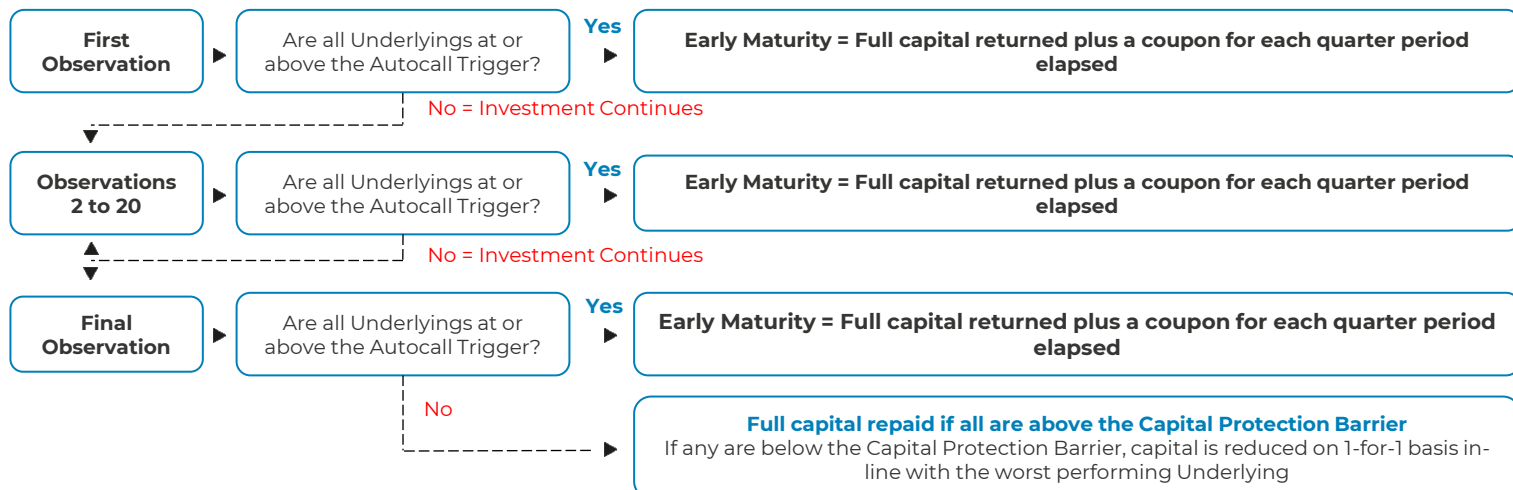 First
Observation
Are all Underlyings at or
above the Autocall Trigger?
Yes
Early Maturity = Full capital returned plus a coupon for each quarter period
elapsed
No = Investment Continues
Observations
2 to 20
Are all Underlyings at or
above the Autocall Trigger?
Yes
Early Maturity = Full capital returned plus a coupon for each quarter period
elapsed
No = Investment Continues
Final
Observation
Are all Underlyings at or
above the Autocall Trigger?
Yes
Early Maturity = Full capital returned plus a coupon for each quarter period
elapsed
No
Full capital repaid if all are above the Capital Protection Barrier
If any are below the Capital Protection Barrier, capital is reduced on 1-for-1 basis in-
line with the worst performing Underlying